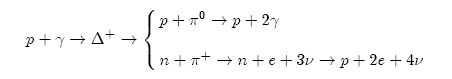 p + π⁰ → p + 2γ
p + γ → Δ⁺ →
n + π⁺ → n + e + 3ν → p + 2e + 4ν